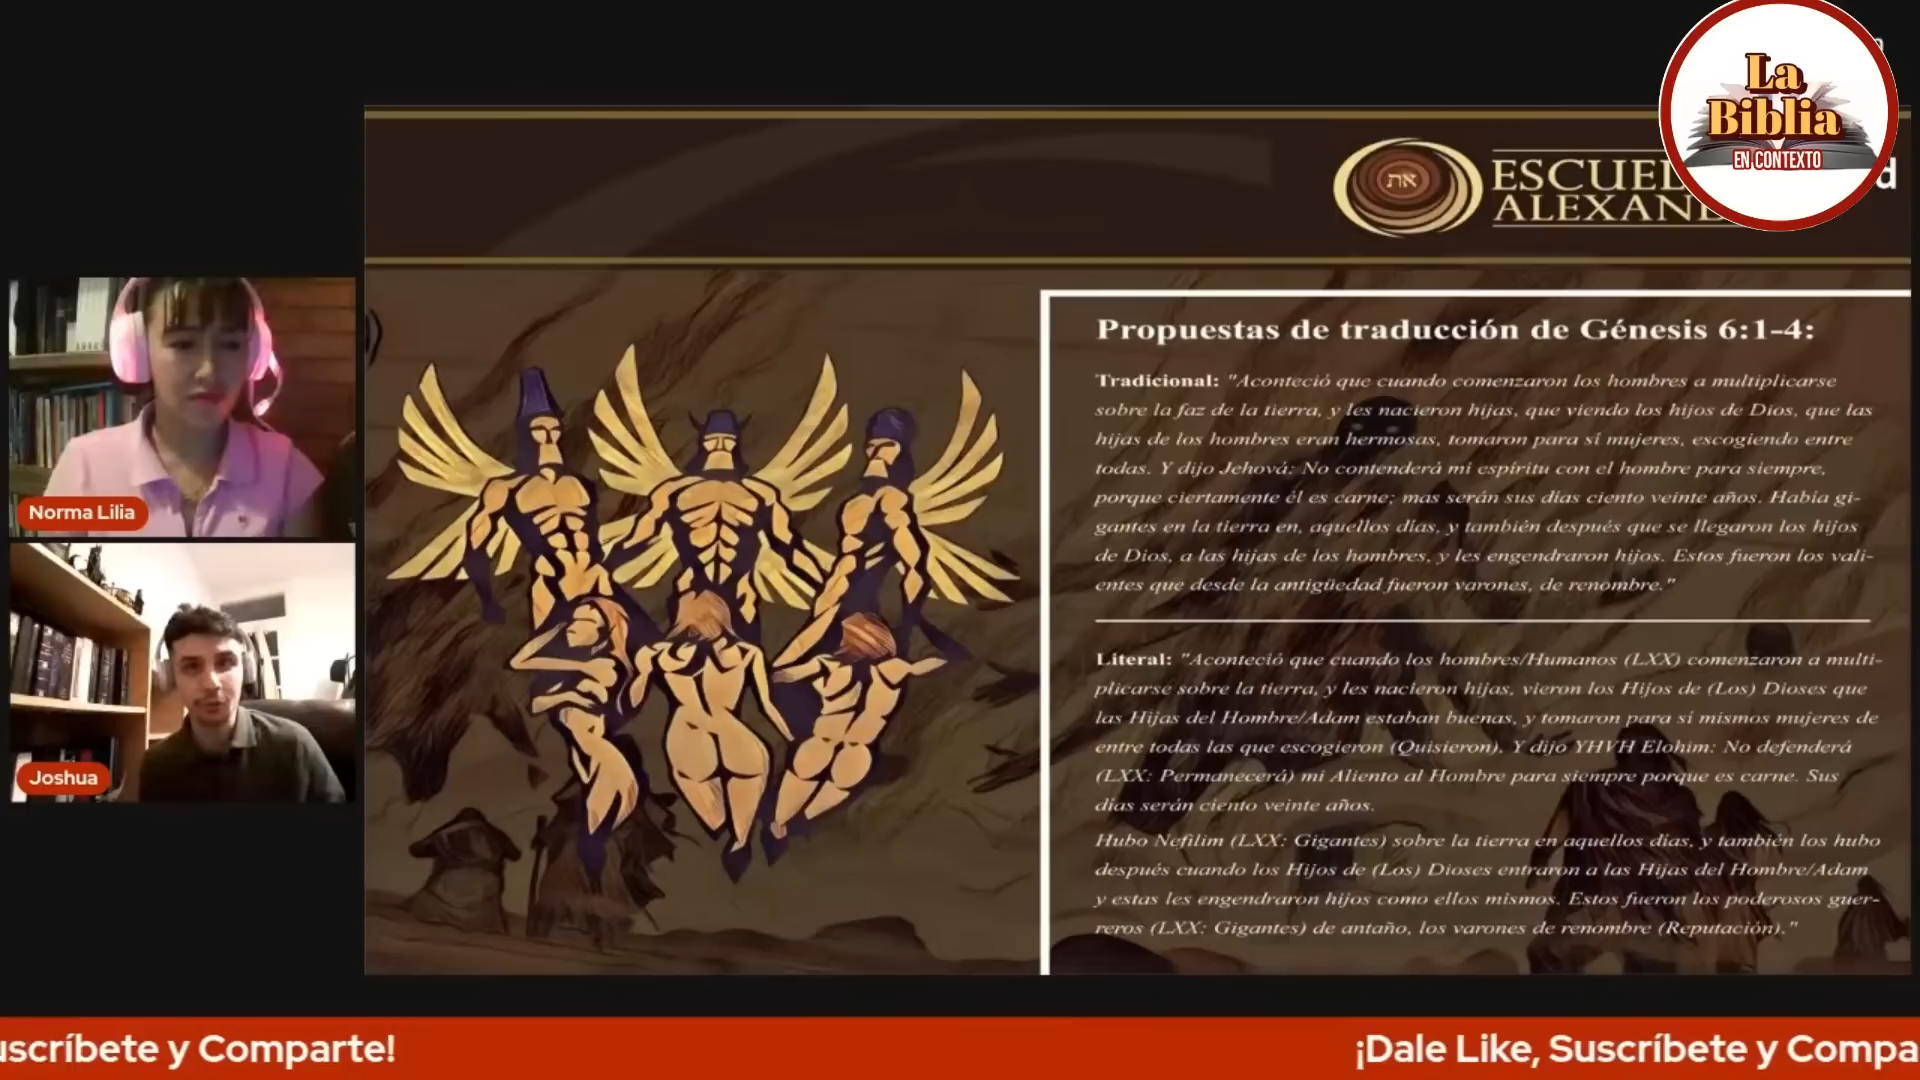 La
Biblia
EN CONTEXTO
את
ESCUEL
ALEXAN
d
Norma Lilia
Joshua
Propuestas de traducción de Génesis 6:1-4:
Tradicional: "Aconteció que cuando comenzaron los hombres a multiplicarse
sobre la faz de la tierra, y les nacieron hijas, que viendo los hijos de Dios, que las
hijas de los hombres eran hermosas, tomaron para sí mujeres, escogiendo entre
todas. Y dijo Jehová: No contenderá mi espíritu con el hombre para siempre,
porque ciertamente él es carne; mas serán sus días ciento veinte años. Había gi-
gantes en la tierra en, aquellos días, y también después que se llegaron los hijos
de Dios, a las hijas de los hombres, y les engendraron hijos. Estos fueron los vali-
entes que desde la antigüedad fueron varones, de renombre."
Literal: "Aconteció que cuando los hombres/Humanos (LXX) comenzaron a multi-
plicarse sobre la tierra, y les nacieron hijas, vieron los Hijos de (Los) Dioses que
las Hijas del Hombre/Adam estaban buenas, y tomaron para sí mismos mujeres de
entre todas las que escogieron (Quisieron). Y dijo YHVH Elohim: No defenderá
(LXX: Permanecerá) mi Aliento al Hombre para siempre porque es carne. Sus
días serán ciento veinte años.
Hubo Nefilim (LXX: Gigantes) sobre la tierra en aquellos días, y también los hubo
después cuando los Hijos de (Los) Dioses entraron a las Hijas del Hombre/Adam
y estas les engendraron hijos como ellos mismos. Estos fueron los poderosos guer-
reros (LXX: Gigantes) de antaño, los varones de renombre (Reputación)."
uscríbete y Comparte!
¡Dale Like, Suscríbete y Compa